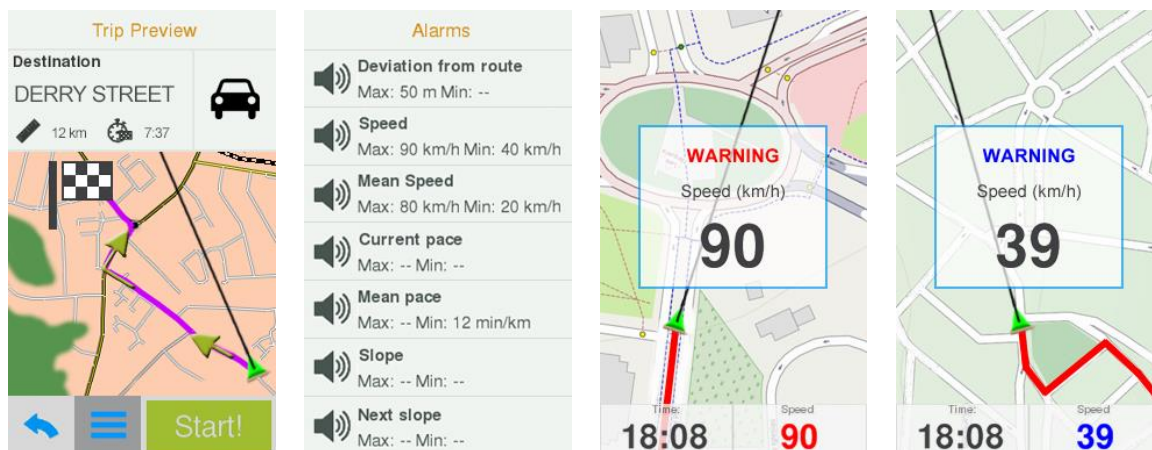 Trip Preview
Destination
DERRY STREET
12 km 7:37
Start!
Alarms
Deviation from route
Max: 50 m Min: --
Speed
Max: 90 km/h Min: 40 km/h
Mean Speed
Max: 80 km/h Min: 20 km/h
Current pace
Max: -- Min: --
Mean pace
Max: -- Min: 12 min/km
Slope
Max: -- Min: --
Next slope
Max: -- Min: --
WARNING
Speed (km/h)
90
Time: Speed
18:08 90
WARNING
Speed (km/h)
39
Time: Speed
18:08 39